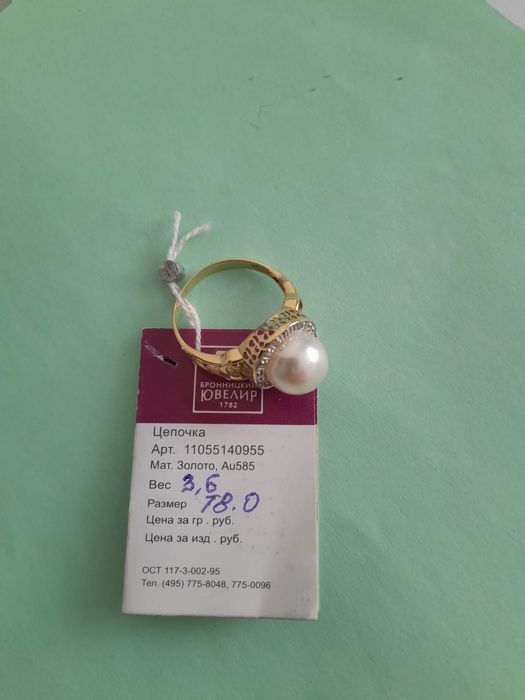 БРОННИЦКИЙ
ЮВЕЛИР
1782
Цепочка
Арт. 11055140955
Мат. Золото, Au585
Вес 3,6
Размер 18.0
Цена за гр . руб.
Цена за изд . руб.
ОСТ 117-3-002-95
Тел. (495) 775-8048, 775-0096